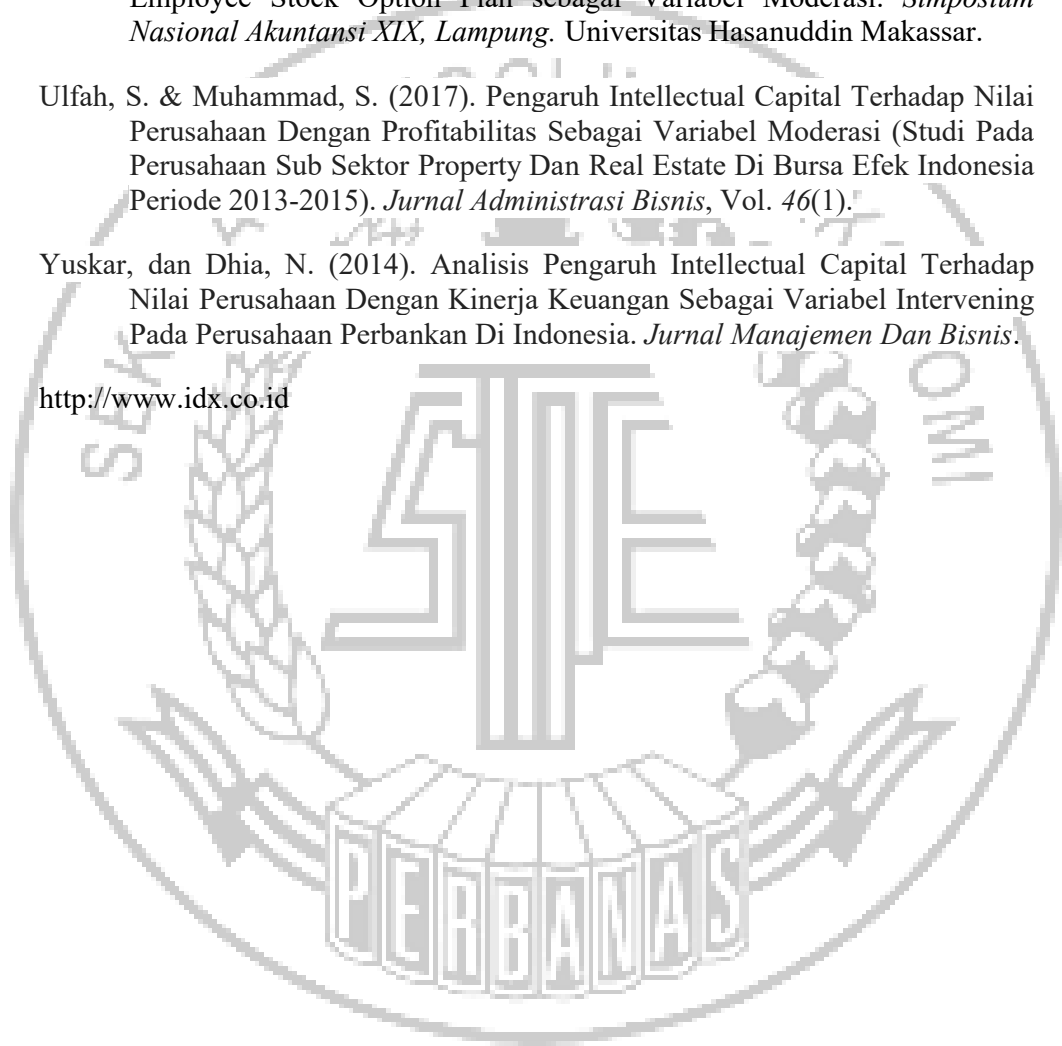 Employee Stock Option Plan sebagai Variabel Moderasi. Simposium
Nasional Akuntansi XIX, Lampung. Universitas Hasanuddin Makassar.
Ulfah, S. & Muhammad, S. (2017). Pengaruh Intellectual Capital Terhadap Nilai
Perusahaan Dengan Profitabilitas Sebagai Variabel Moderasi (Studi Pada
Perusahaan Sub Sektor Property Dan Real Estate Di Bursa Efek Indonesia
Periode 2013-2015). Jurnal Administrasi Bisnis, Vol. 46(1).
Yuskar, dan Dhia, N. (2014). Analisis Pengaruh Intellectual Capital Terhadap
Nilai Perusahaan Dengan Kinerja Keuangan Sebagai Variabel Intervening
Pada Perusahaan Perbankan Di Indonesia. Jurnal Manajemen Dan Bisnis.
http://www.idx.co.id
STIE
PERBANAS